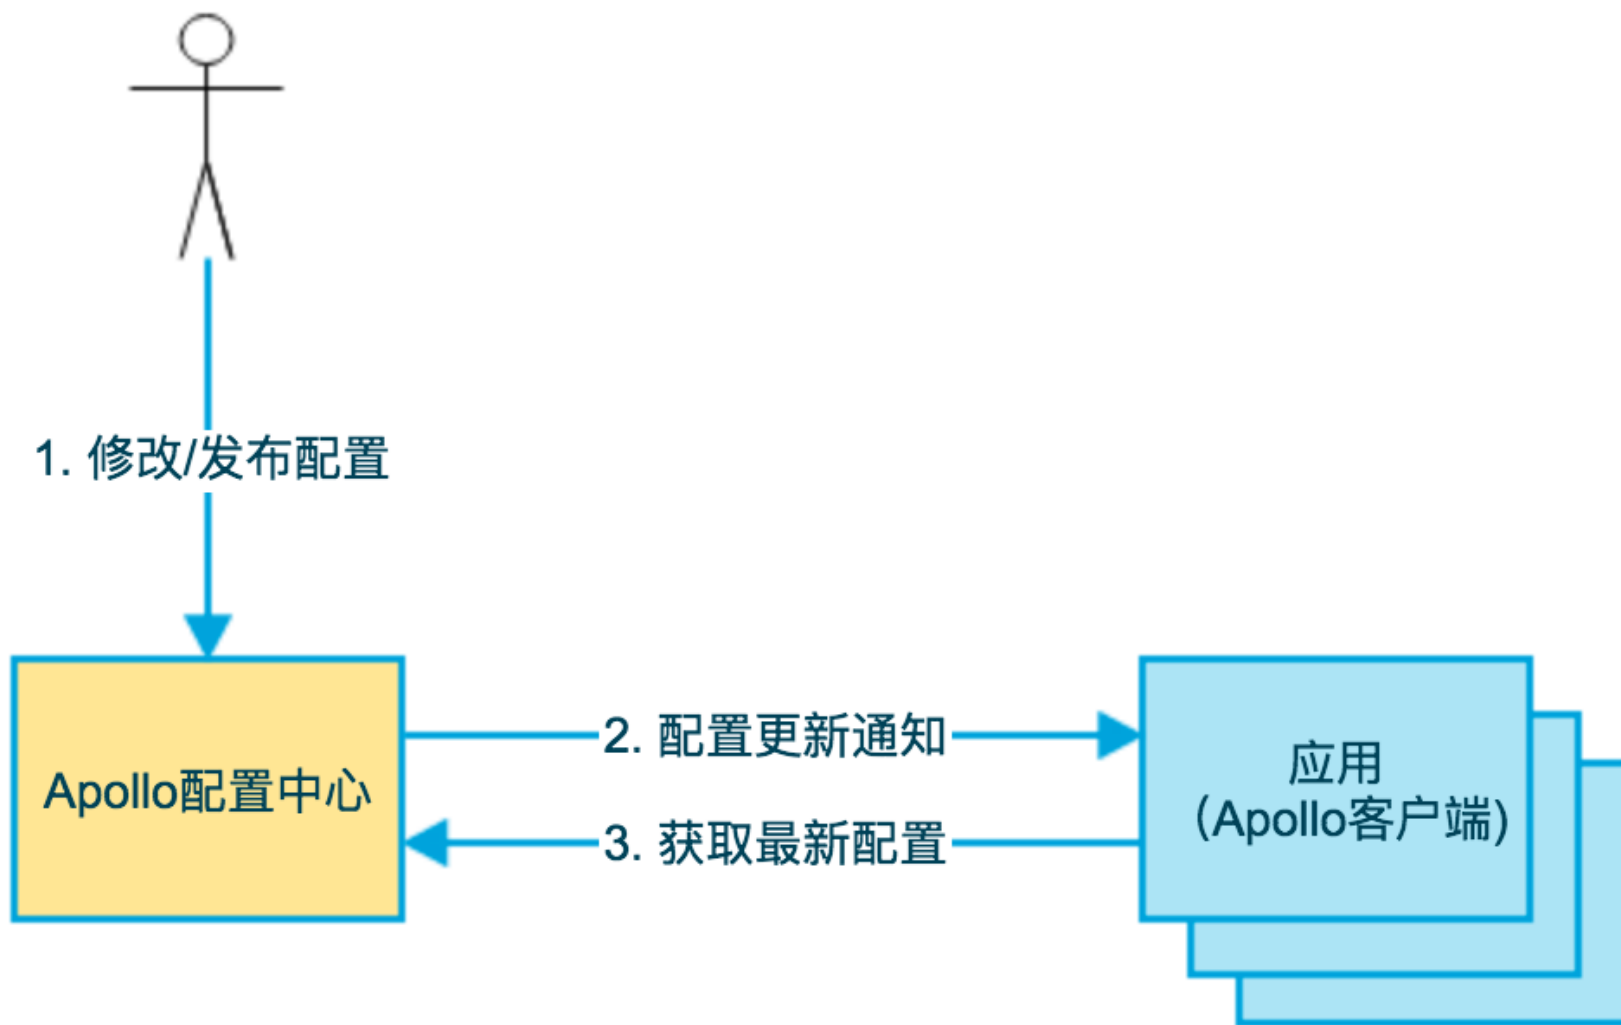 1. 修改/发布配置
Apollo配置中心
2. 配置更新通知
3. 获取最新配置
应用
（Apollo客户端)